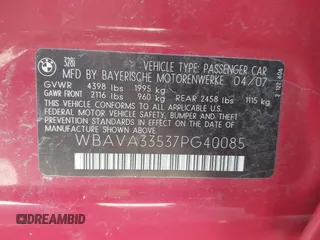 BMW
328i
VEHICLE TYPE: PASSENGER CAR
MFD BY BAYERISCHE MOTORENWERKE 04/07
GVWR 4398 lbs 1995 kg
GAWR FRONT 2116 lbs 960 kg REAR 2458 lbs 1115 kg
THIS VEHICLE CONFORMS TO ALL APPLICABLE U.S.
FEDERAL MOTOR VEHICLE SAFETY, BUMPER, AND
THEFT PREVENTION STANDARDS IN EFFECT ON THE
DATE OF MANUFACTURE SHOWN ABOVE.
WBAVA33537PG40085
DREAMBID